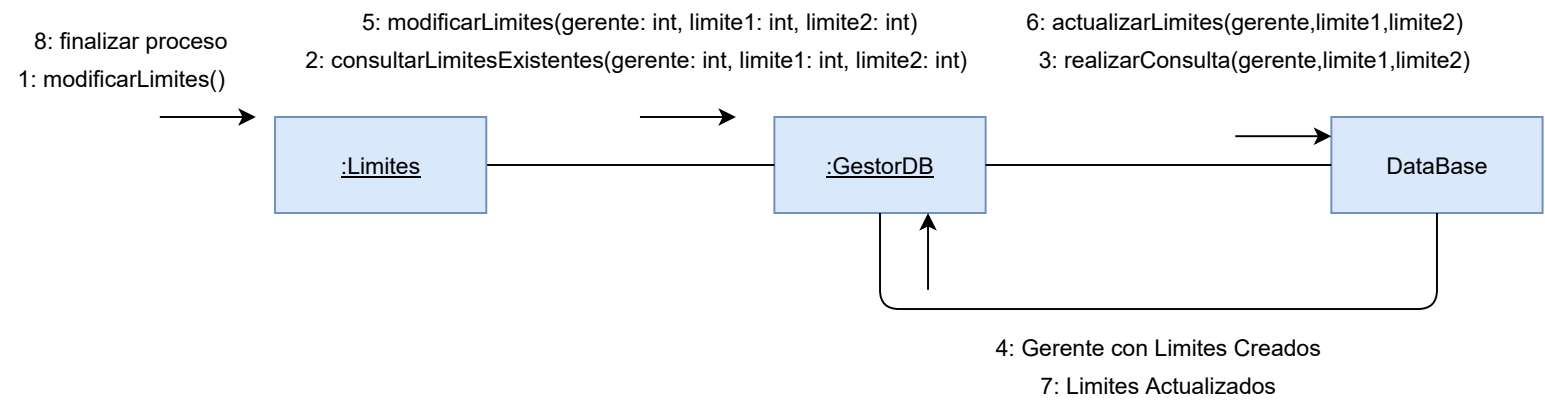 8: finalizar proceso
1: modificarLimites()
5: modificarLimites(gerente: int, limite1: int, limite2: int)
2: consultarLimitesExistentes(gerente: int, limite1: int, limite2: int)
6: actualizarLimites(gerente,limite1,limite2)
3: realizarConsulta(gerente,limite1,limite2)
:Limites
:GestorDB
DataBase
4: Gerente con Limites Creados
7: Limites Actualizados